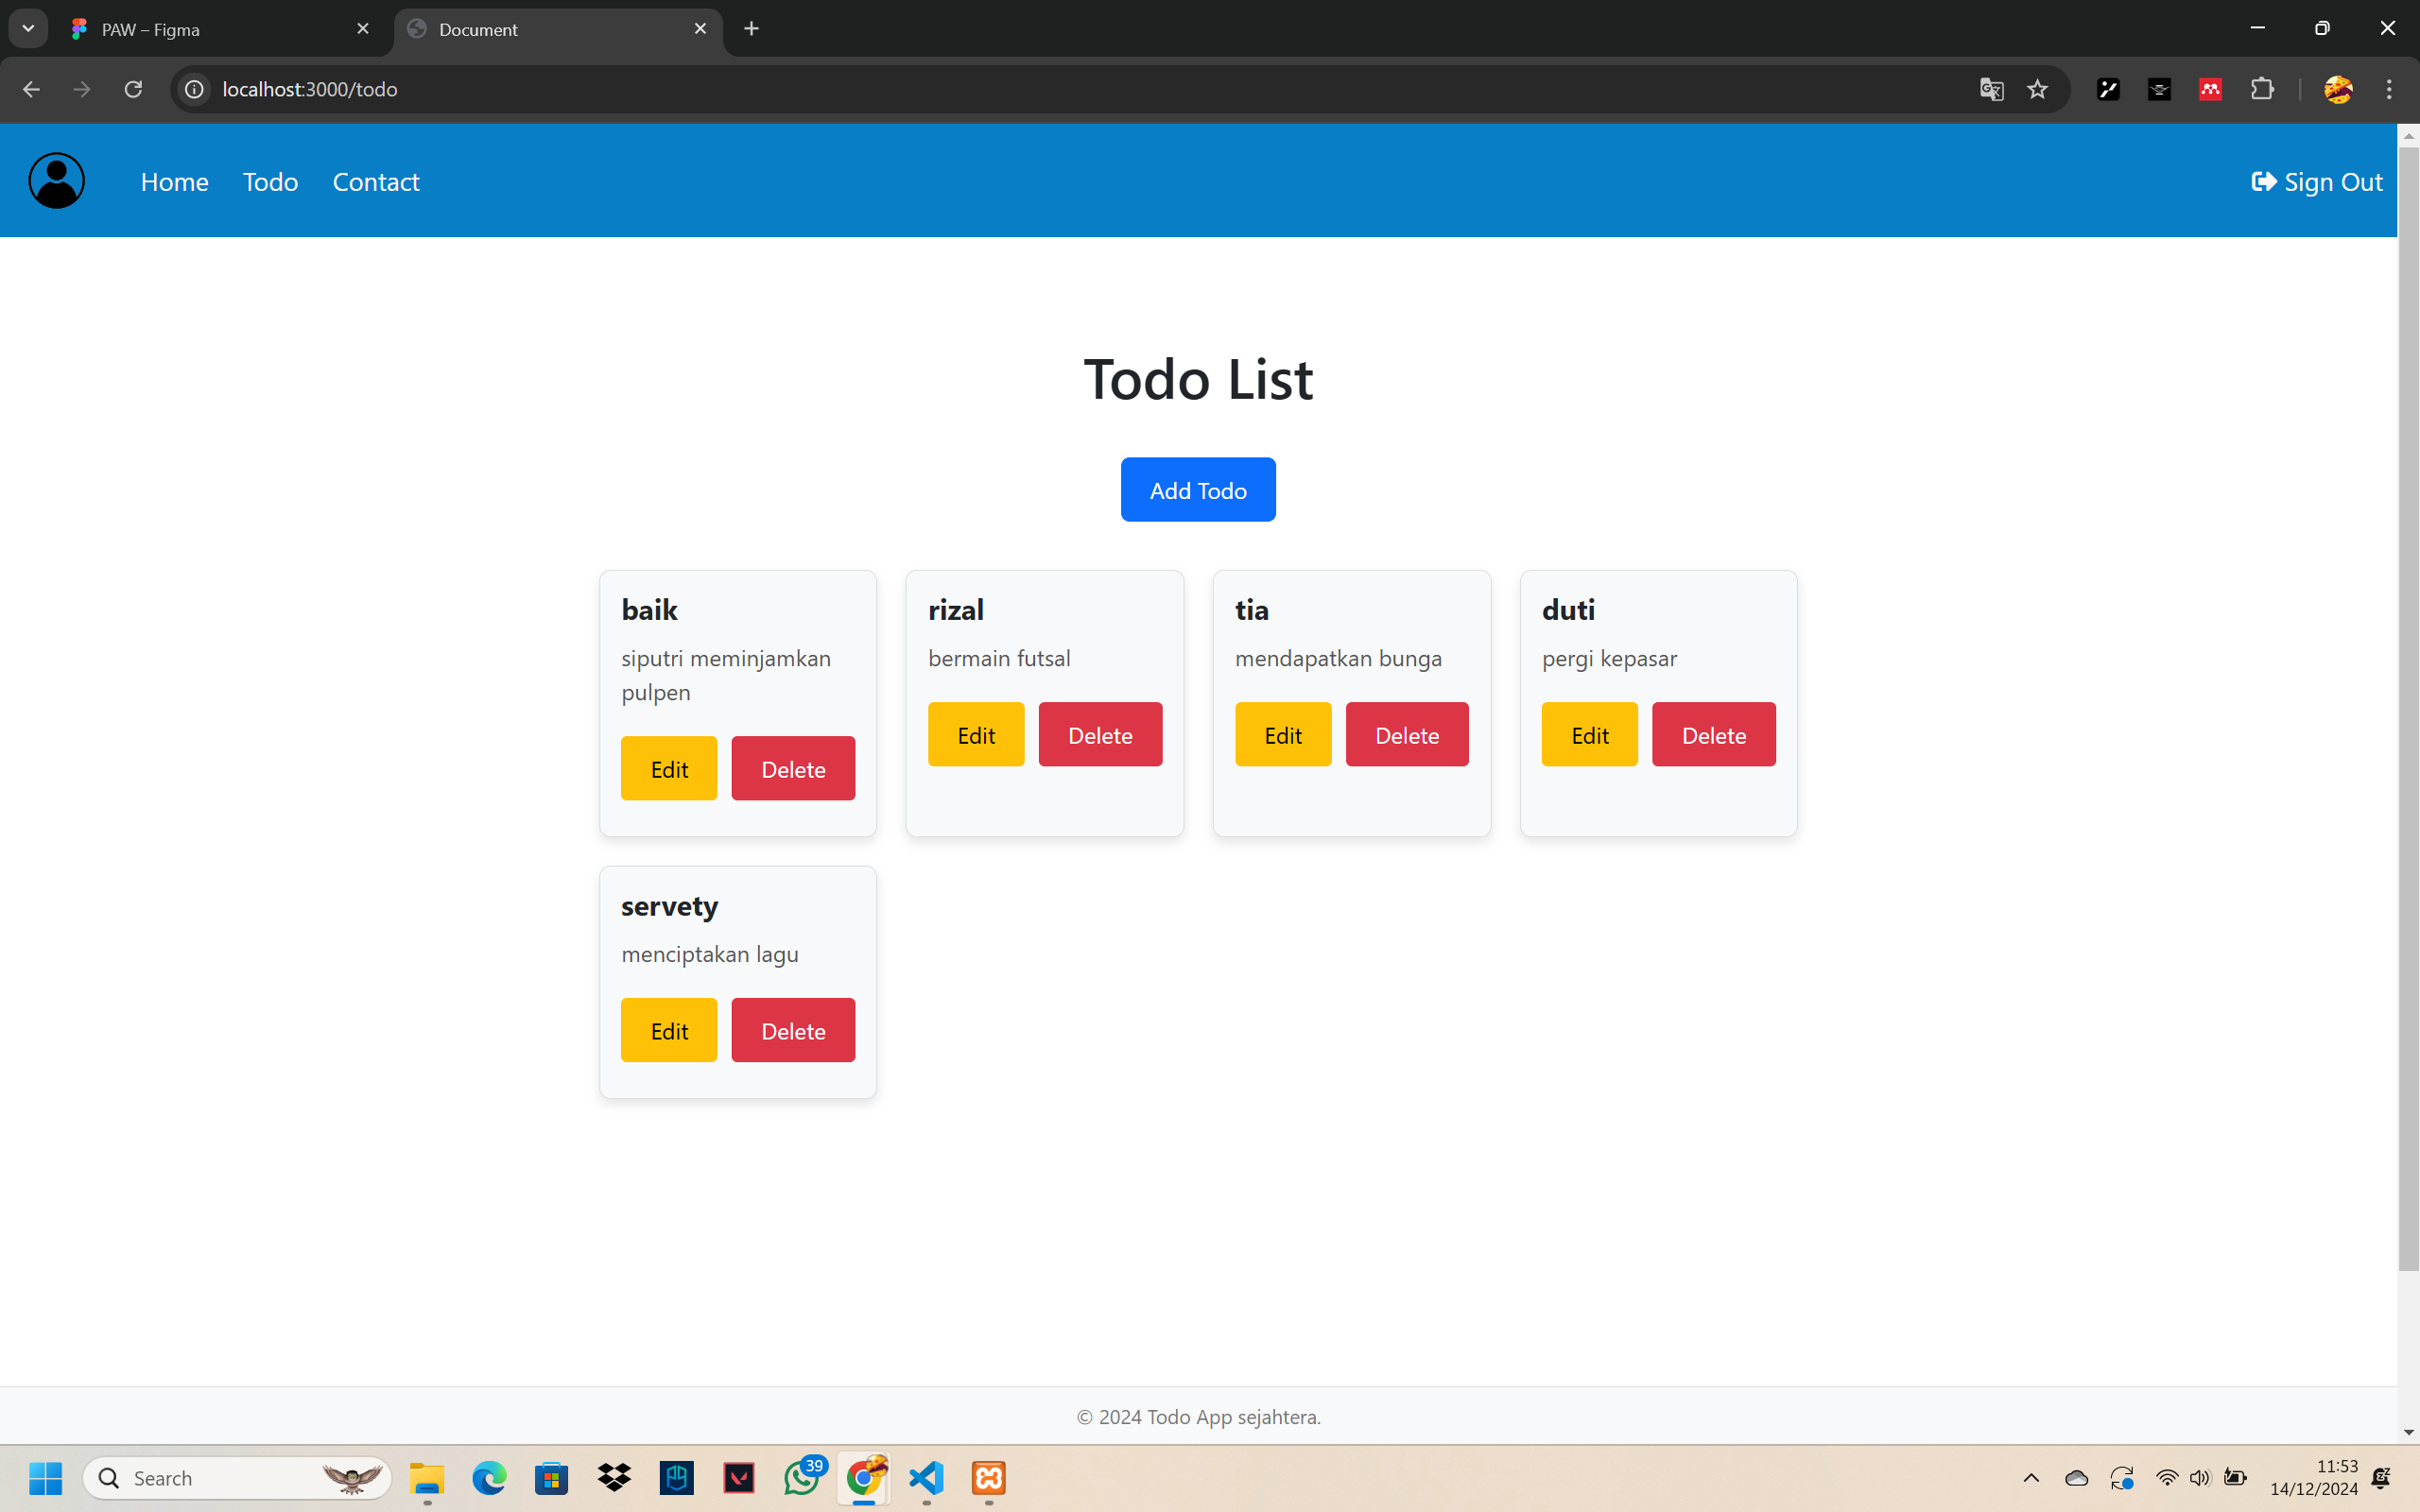 PAW – Figma
Document
localhost:3000/todo
Home
Todo
Contact
Sign Out
Todo List
Add Todo
baik
siputri meminjamkan
pulpen
Edit
Delete
rizal
bermain futsal
Edit
Delete
tia
mendapatkan bunga
Edit
Delete
duti
pergi kepasar
Edit
Delete
servety
menciptakan lagu
Edit
Delete
© 2024 Todo App sejahtera.
Search
39
11:53
14/12/2024